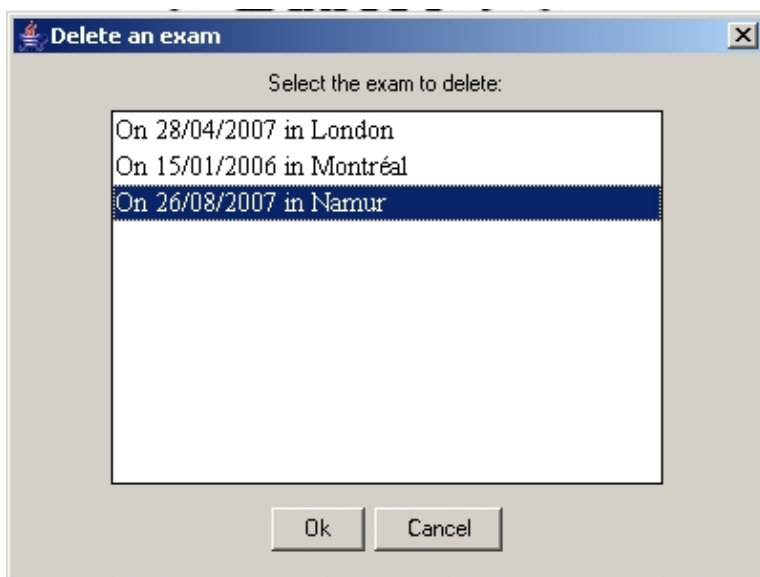 Delete an exam
Select the exam to delete:
On 28/04/2007 in London
On 15/01/2006 in Montréal
On 26/08/2007 in Namur
Ok Cancel